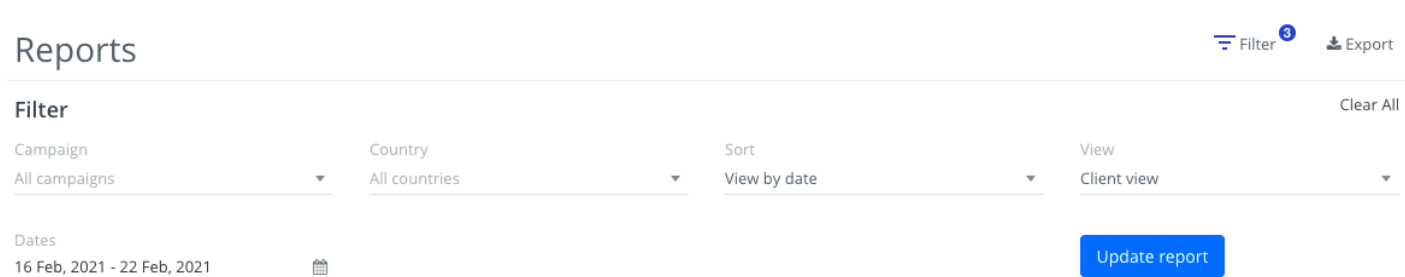 Reports
Filter 3 Export
Filter
Clear All
Campaign Country Sort View
All campaigns All countries View by date Client view
Dates
16 Feb, 2021 - 22 Feb, 2021
Update report